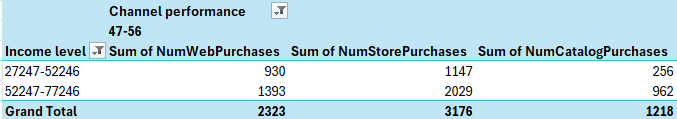 Channel performance
47-56
Income level Sum of NumWebPurchases Sum of NumStorePurchases Sum of NumCatalogPurchases
27247-52246 930 1147 256
52247-77246 1393 2029 962
Grand Total 2323 3176 1218